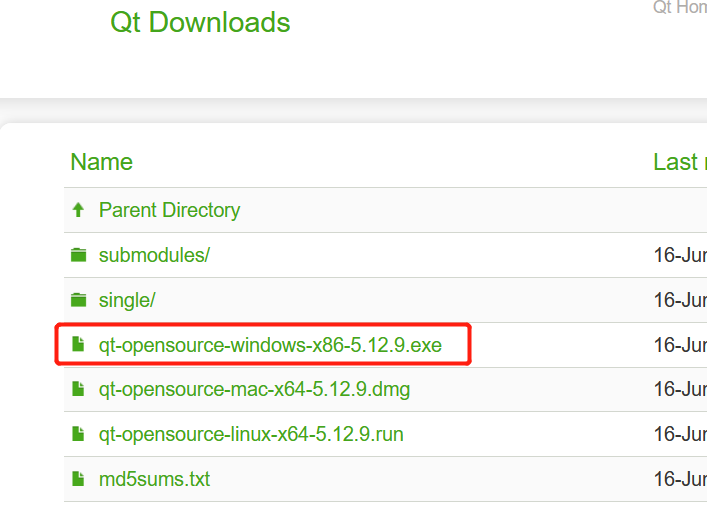 Qt Downloads
Qt Hom
Name
Last
Parent Directory
submodules/
16-Jun
single/
16-Jun
qt-opensource-windows-x86-5.12.9.exe
16-Jun
qt-opensource-mac-x64-5.12.9.dmg
16-Jun
qt-opensource-linux-x64-5.12.9.run
16-Jun
md5sums.txt
16-Jun